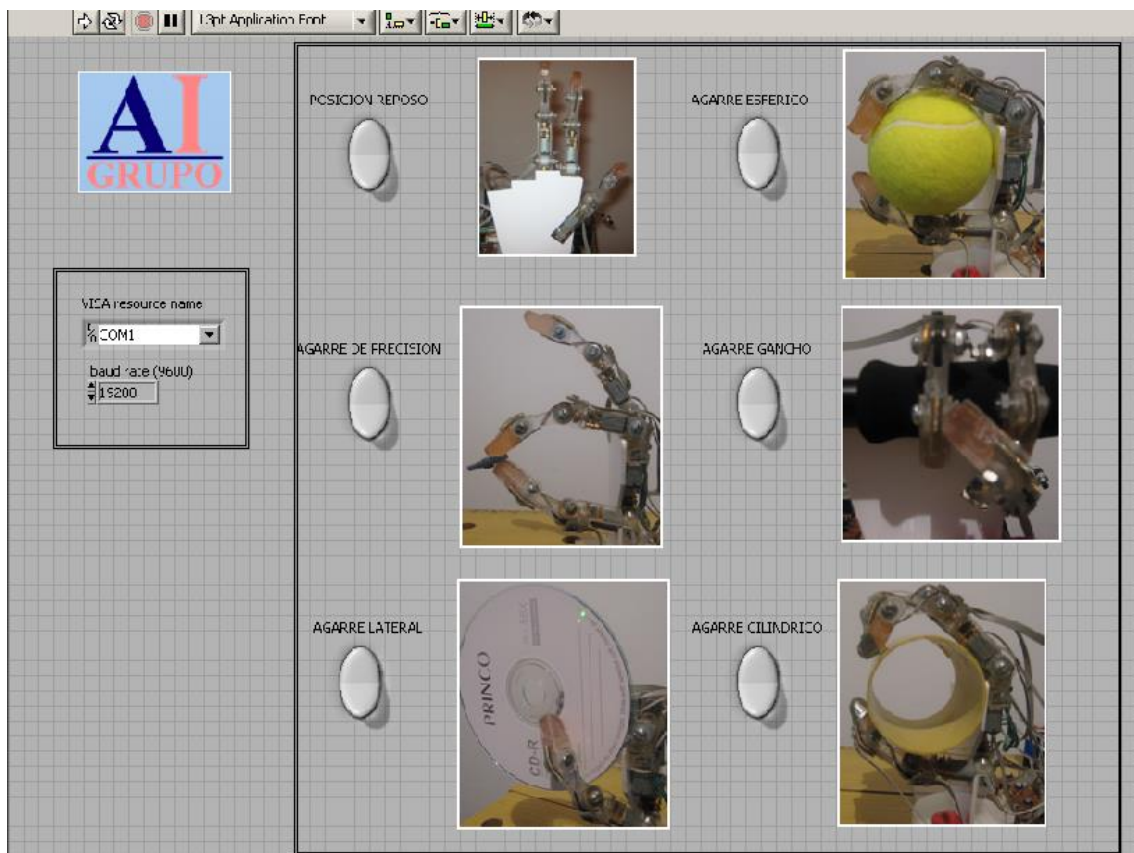 13pt Application Font
AI
GRUPO
VISA resource name
COM1
baud rate (9600)
19200
POSICION REPOSO
AGARRE ESFERICO
AGARRE DE PRECISION
AGARRE GANCHO
AGARRE LATERAL
PRINCO
CD-R
AGARRE CILINDRICO